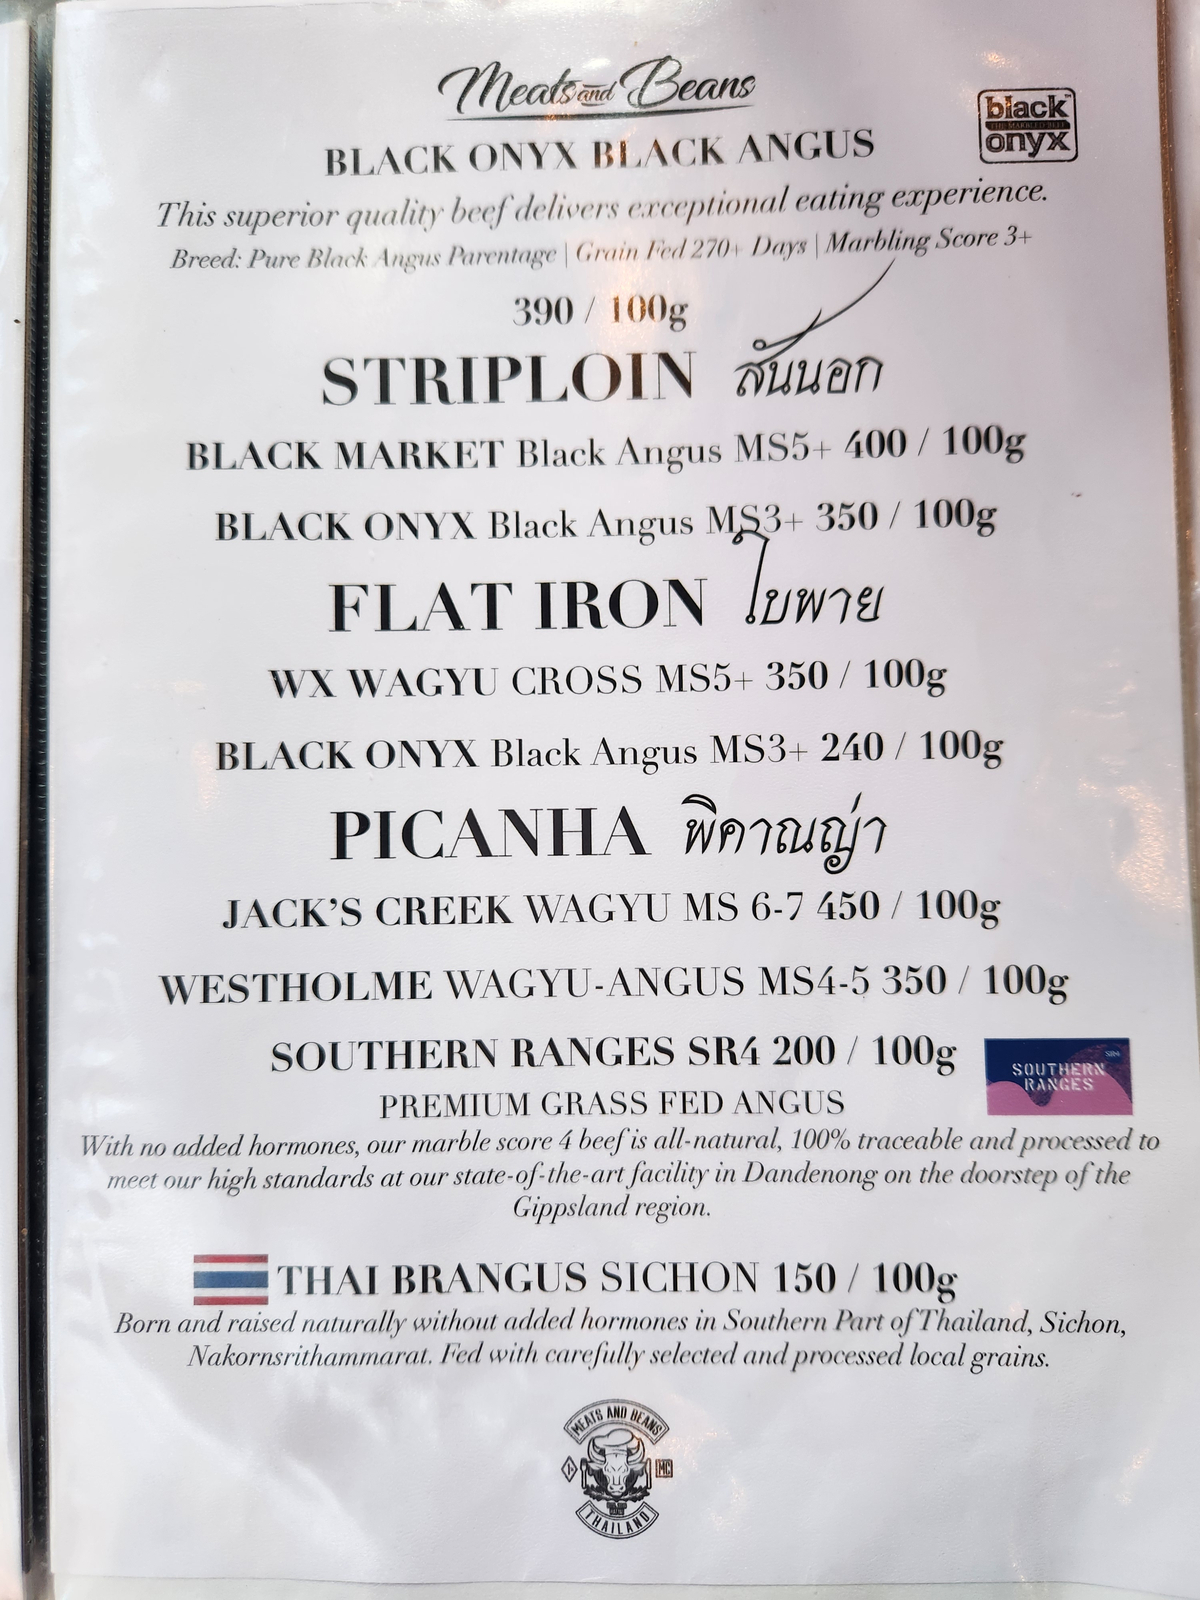 Meats and Beans
black
THE MARBLED BEEF
onyx
BLACK ONYX BLACK ANGUS
This superior quality beef delivers exceptional eating experience.
Breed: Pure Black Angus Parentage | Grain Fed 270+ Days | Marbling Score 3+
390 / 100g
STRIPLOIN สันนอก
BLACK MARKET Black Angus MS5+ 400 / 100g
BLACK ONYX Black Angus MS3+ 350 / 100g
FLAT IRON ใบพาย
WX WAGYU CROSS MS5+ 350 / 100g
BLACK ONYX Black Angus MS3+ 240 / 100g
PICANHA พิคาณญ่า
JACK'S CREEK WAGYU MS 6-7 450 / 100g
WESTHOLME WAGYU-ANGUS MS4-5 350 / 100g
SOUTHERN RANGES SR4 200 / 100g
SR4
SOUTHERN
RANGES
PREMIUM GRASS FED ANGUS
With no added hormones, our marble score 4 beef is all-natural, 100% traceable and processed to
meet our high standards at our state-of-the-art facility in Dandenong on the doorstep of the
Gippsland region.
THAI BRANGUS SICHON 150 / 100g
Born and raised naturally without added hormones in Southern Part of Thailand, Sichon,
Nakornsrithammarat. Fed with carefully selected and processed local grains.
MEATS AND BEANS
MC
THAILAND